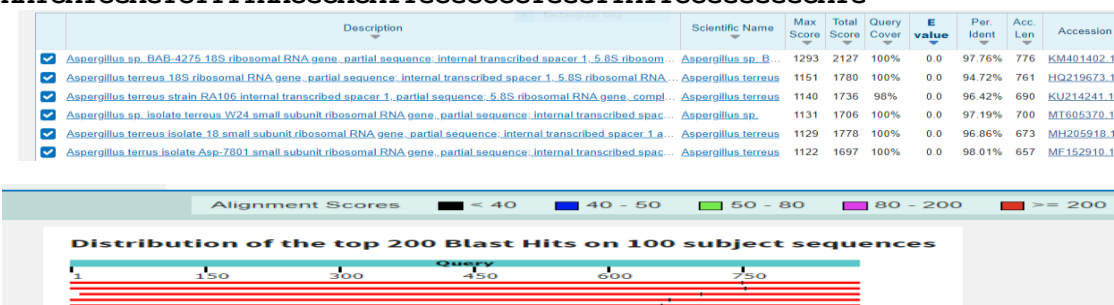 Description Scientific Name Max Score Total Score Query Cover E value Per. Ident Acc. Len Accession
Aspergillus sp. BAB-4275 18S ribosomal RNA gene, partial sequence; internal transcribed spacer 1, 5.8S ribosom... Aspergillus sp. B... 1293 2127 100% 0.0 97.76% 776 KM401402.1
Aspergillus terreus 18S ribosomal RNA gene, partial sequence; internal transcribed spacer 1, 5.8S ribosomal RNA ... Aspergillus terreus 1151 1780 100% 0.0 94.72% 761 HQ219673.1
Aspergillus terreus strain RA106 internal transcribed spacer 1, partial sequence; 5.8S ribosomal RNA gene, compl... Aspergillus terreus 1140 1736 98% 0.0 96.42% 690 KU214241.1
Aspergillus sp. isolate terreus W24 small subunit ribosomal RNA gene, partial sequence; internal transcribed spac... Aspergillus sp. 1131 1706 100% 0.0 97.19% 700 MT605370.1
Aspergillus terreus isolate 18 small subunit ribosomal RNA gene, partial sequence; internal transcribed spacer 1 a... Aspergillus terreus 1129 1778 100% 0.0 96.86% 673 MH205918.1
Aspergillus terrus isolate Asp-7801 small subunit ribosomal RNA gene, partial sequence; internal transcribed spac... Aspergillus terreus 1122 1697 100% 0.0 98.01% 657 MF152910.1
Alignment Scores < 40 40 - 50 50 - 80 80 - 200 >= 200
Distribution of the top 200 Blast Hits on 100 subject sequences
Query
1 150 300 450 600 750